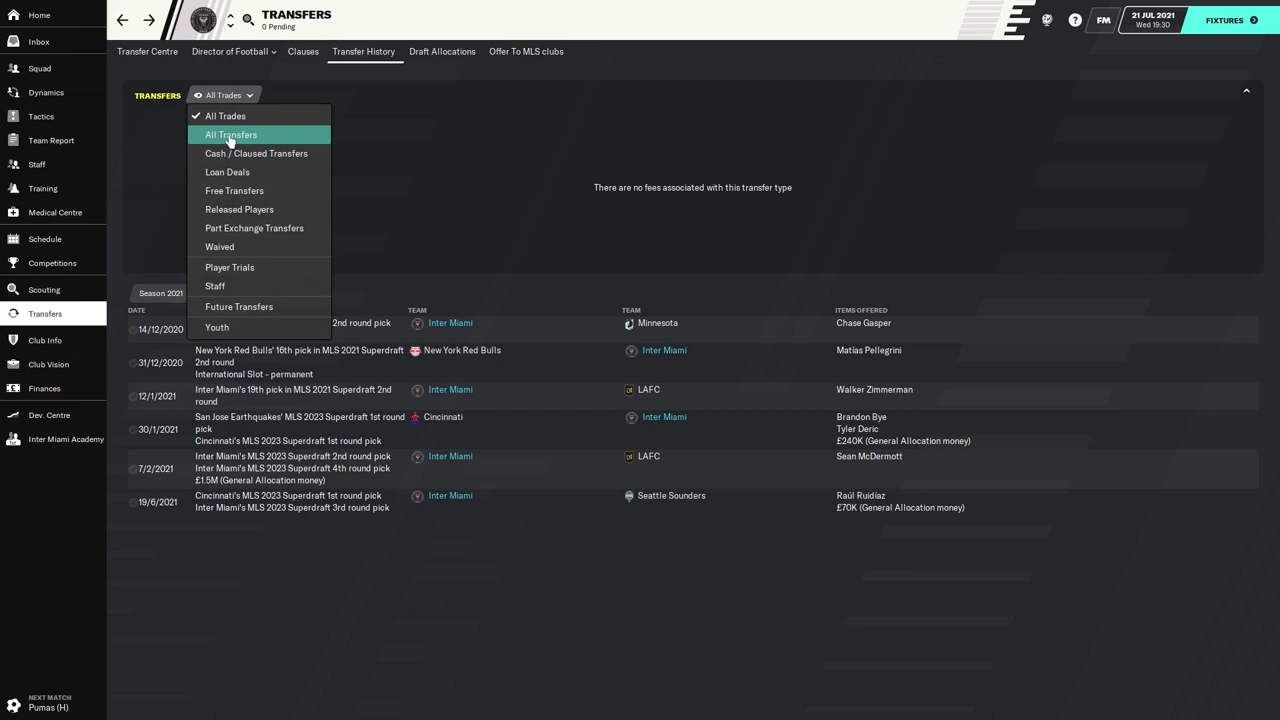 Home
TRANSFERS
0 Pending
FM
21 JUL 2021
Wed 19:30
FIXTURES
Inbox
Squad
Dynamics
Tactics
Team Report
Staff
Training
Medical Centre
Schedule
Competitions
Scouting
Transfers
Club Info
Club Vision
Finances
Dev. Centre
Inter Miami Academy
NEXT MATCH
Pumas (H)
Transfer Centre
Director of Football
Clauses
Transfer History
Draft Allocations
Offer To MLS clubs
TRANSFERS
All Trades
All Trades
All Transfers
Cash / Claused Transfers
Loan Deals
Free Transfers
Released Players
Part Exchange Transfers
Waived
Player Trials
Staff
Future Transfers
Youth
There are no fees associated with this transfer type
Season 2021
DATE
TEAM
TEAM
ITEMS OFFERED
14/12/2020
2nd round pick
Inter Miami
Minnesota
Chase Gasper
31/12/2020
New York Red Bulls' 16th pick in MLS 2021 Superdraft
2nd round
International Slot - permanent
New York Red Bulls
Inter Miami
Matías Pellegrini
12/1/2021
Inter Miami's 19th pick in MLS 2021 Superdraft 2nd
round
Inter Miami
LAFC
Walker Zimmerman
30/1/2021
San Jose Earthquakes' MLS 2023 Superdraft 1st round
pick
Cincinnati's MLS 2023 Superdraft 1st round pick
Cincinnati
Inter Miami
Brandon Bye
Tyler Deric
£240K (General Allocation money)
7/2/2021
Inter Miami's MLS 2023 Superdraft 2nd round pick
Inter Miami's MLS 2023 Superdraft 4th round pick
£1.5M (General Allocation money)
Inter Miami
LAFC
Sean McDermott
19/6/2021
Cincinnati's MLS 2023 Superdraft 1st round pick
Inter Miami's MLS 2023 Superdraft 3rd round pick
Inter Miami
Seattle Sounders
Raúl Ruidíaz
£70K (General Allocation money)